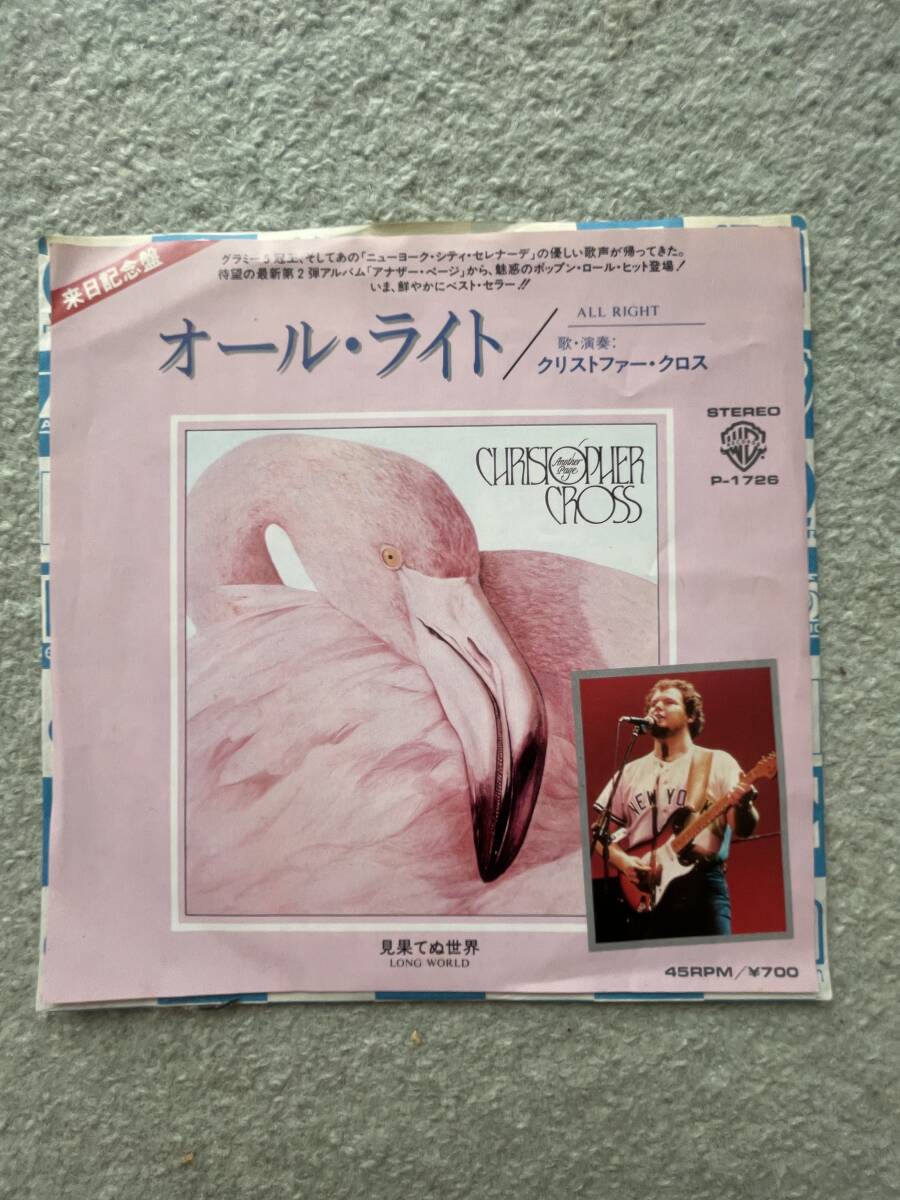 来日記念盤
グラミー5冠王、そしてあの「ニューヨーク・シティ・セレナーデ」の優しい歌声が帰ってきた。
待望の最新第2弾アルバム「アナザー・ページ」から、魅惑のポップン・ロール・ヒット登場!
いま、鮮やかにベスト・セラー!!
オール・ライト/
ALL RIGHT
歌・演奏:
クリストファー・クロス
STEREO
P-1726
CHRISTOPHER
Another Page
CROSS
NEW YO
見果てぬ世界
LONG WORLD
45RPM/¥700